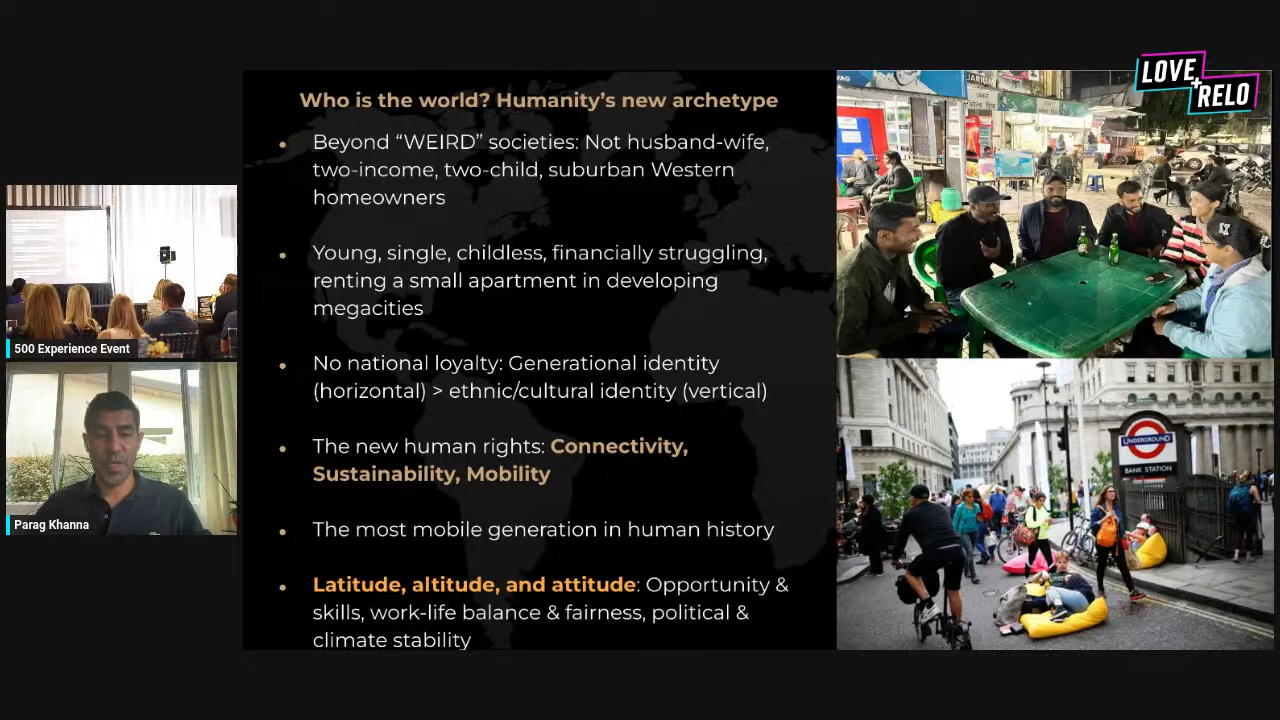 LOVE
+
RELO
Who is the world? Humanity’s new archetype
• Beyond “WEIRD” societies: Not husband-wife,
two-income, two-child, suburban Western
homeowners
• Young, single, childless, financially struggling,
renting a small apartment in developing
megacities
• No national loyalty: Generational identity
(horizontal) > ethnic/cultural identity (vertical)
• The new human rights: Connectivity,
Sustainability, Mobility
• The most mobile generation in human history
• Latitude, altitude, and attitude: Opportunity &
skills, work-life balance & fairness, political &
climate stability
500 Experience Event
Parag Khanna
UNDERGROUND
BANK STATION